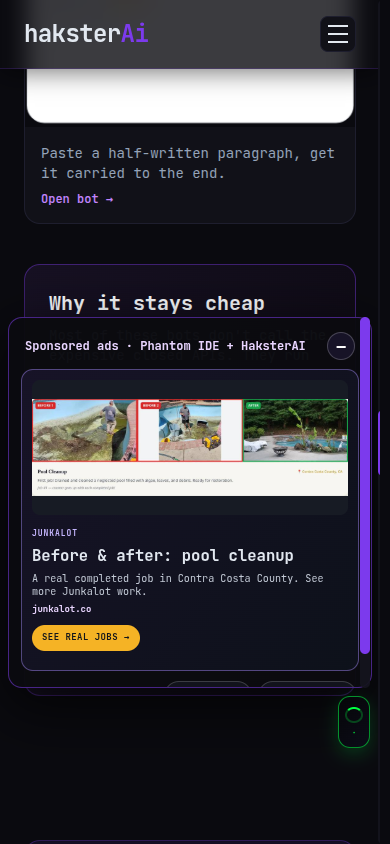 haksterAi
Paste a half-written paragraph, get
it carried to the end.
Open bot →
Why it stays cheap
Sponsored ads · Phantom IDE + HaksterAI
Pool Cleanup
JUNKALOT
Before & after: pool cleanup
A real completed job in Contra Costa County. See
more Junkalot work.
junkalot.co
SEE REAL JOBS →